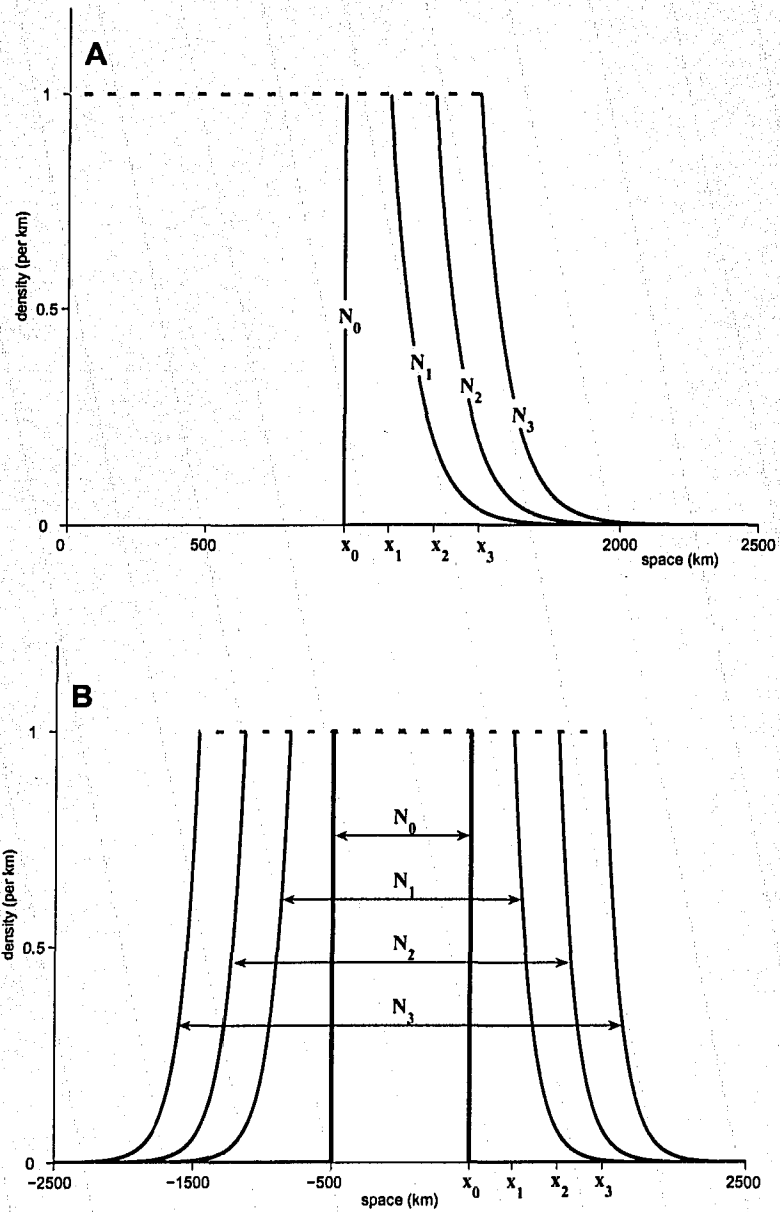 A
1
density (per km)
0.5
N0
N1
N2
N3
0
0 500 x0 x1 x2 x3 2000 2500
space (km)
B
1
N0
N1
density (per km)
N2
0.5
N3
0
−2500 −1500 −500 x0 x1 x2 x3 2500
space (km)